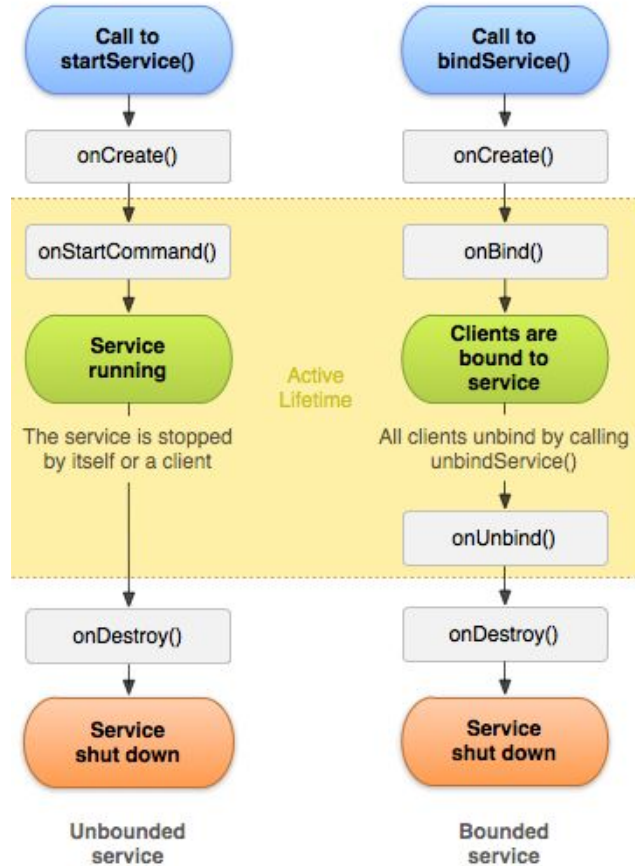 Call to
startService()
onCreate()
onStartCommand()
Service
running
The service is stopped
by itself or a client
onDestroy()
Service
shut down
Unbounded
service
Active
Lifetime
Call to
bindService()
onCreate()
onBind()
Clients are
bound to
service
All clients unbind by calling
unbindService()
onUnbind()
onDestroy()
Service
shut down
Bounded
service